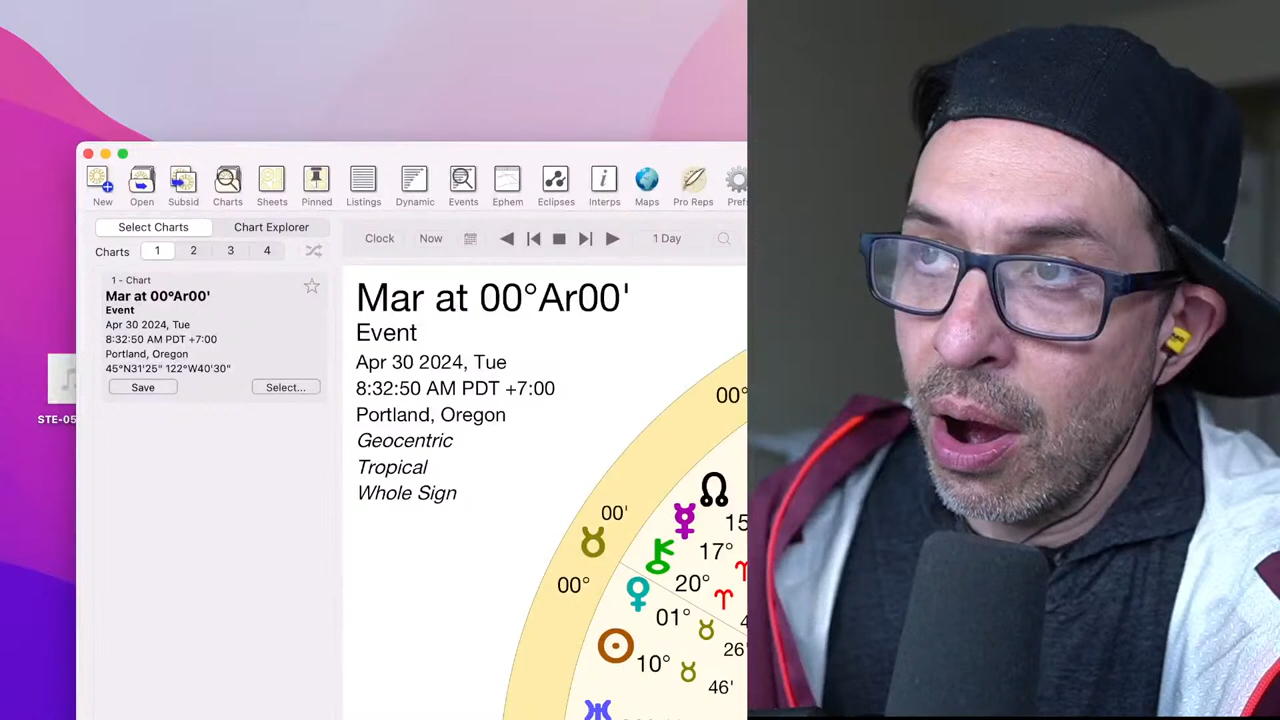 New Open Subsid Charts Sheets Pinned Listings Dynamic Events Ephem Eclipses Interps Maps Pro Reps Prefs
Select Charts Chart Explorer
Charts 1 2 3 4
Clock Now 1 Day
1 - Chart
Mar at 00°Ar00'
Event
Apr 30 2024, Tue
8:32:50 AM PDT +7:00
Portland, Oregon
45°N31'25" 122°W40'30"
Save Select...
STE-05
Mar at 00°Ar00'
Event
Apr 30 2024, Tue
8:32:50 AM PDT +7:00
Portland, Oregon
Geocentric
Tropical
Whole Sign
00°
00'
00°
15
17°
20°
01°
26'
10°
46'